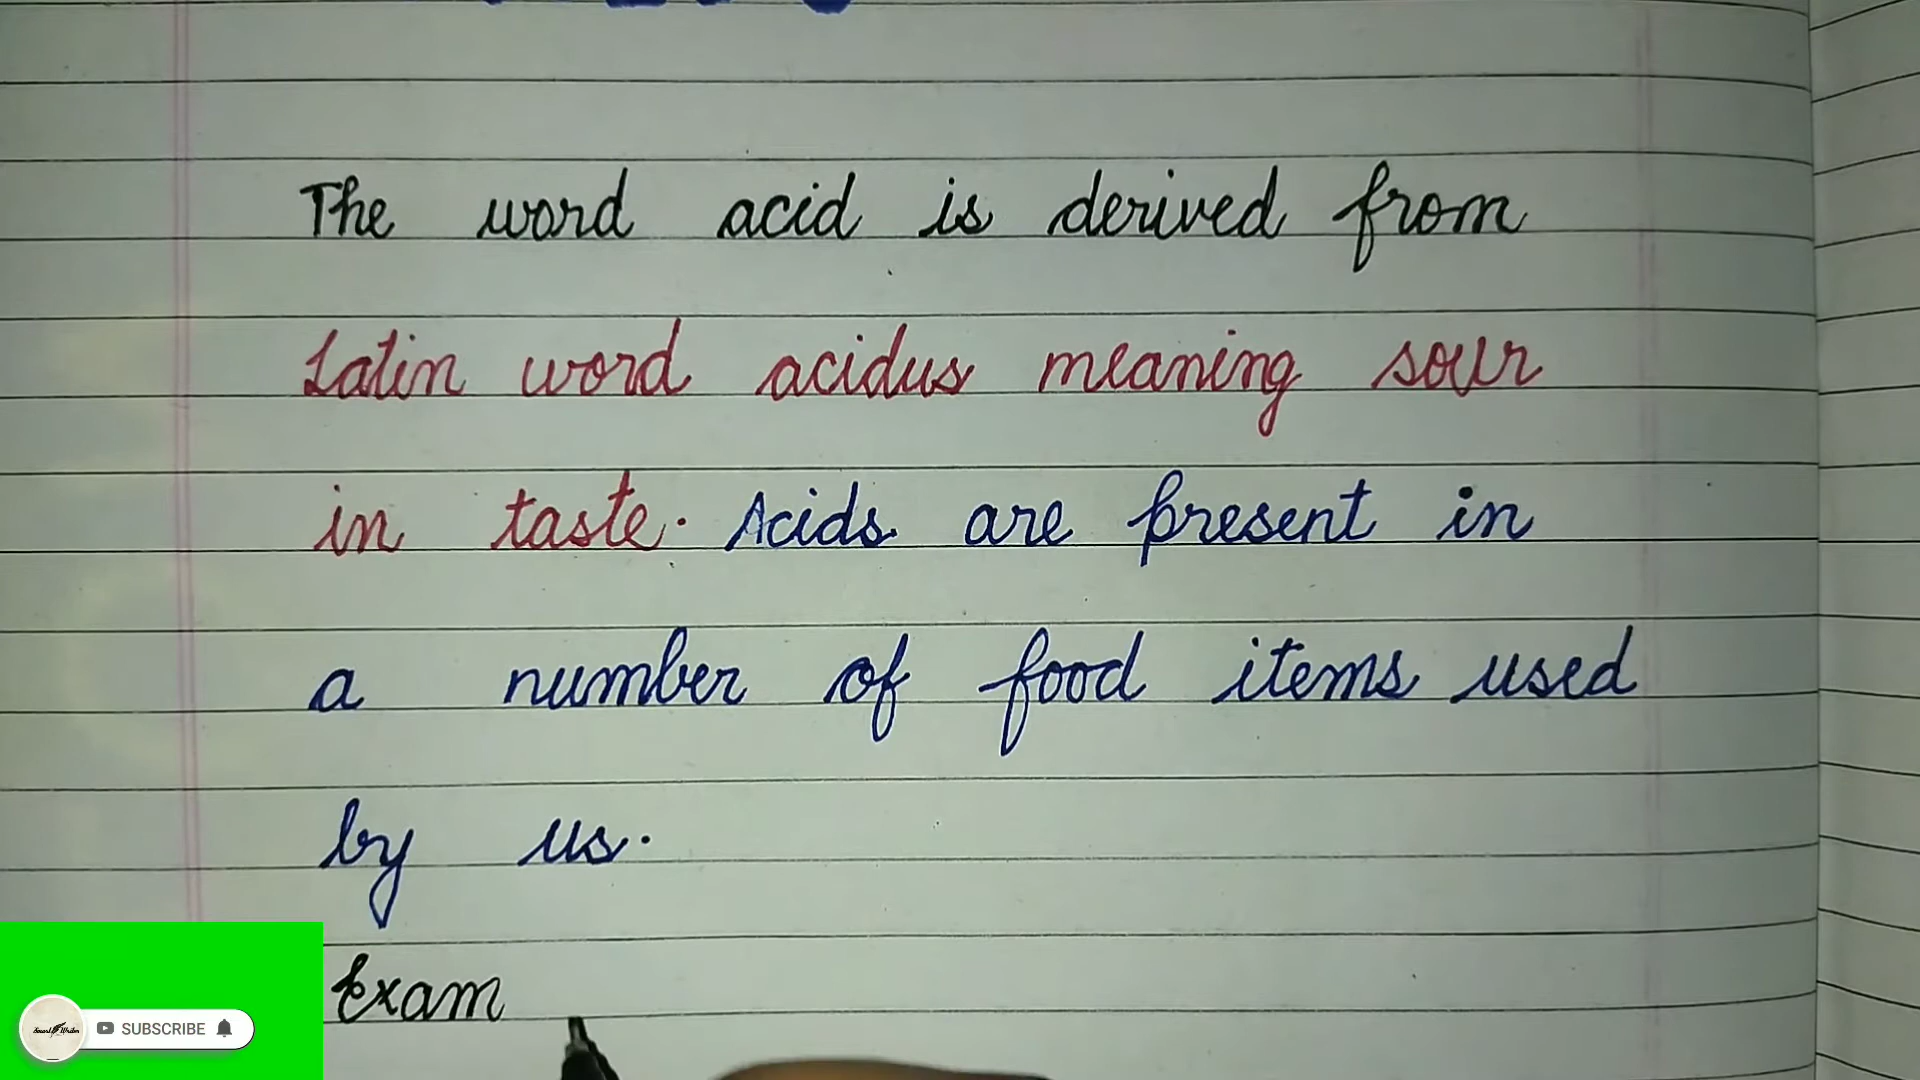 The word acid is derived from
Latin word acidus meaning sour
in taste. Acids are present in
a number of food items used
by us.
Exam
SUBSCRIBE